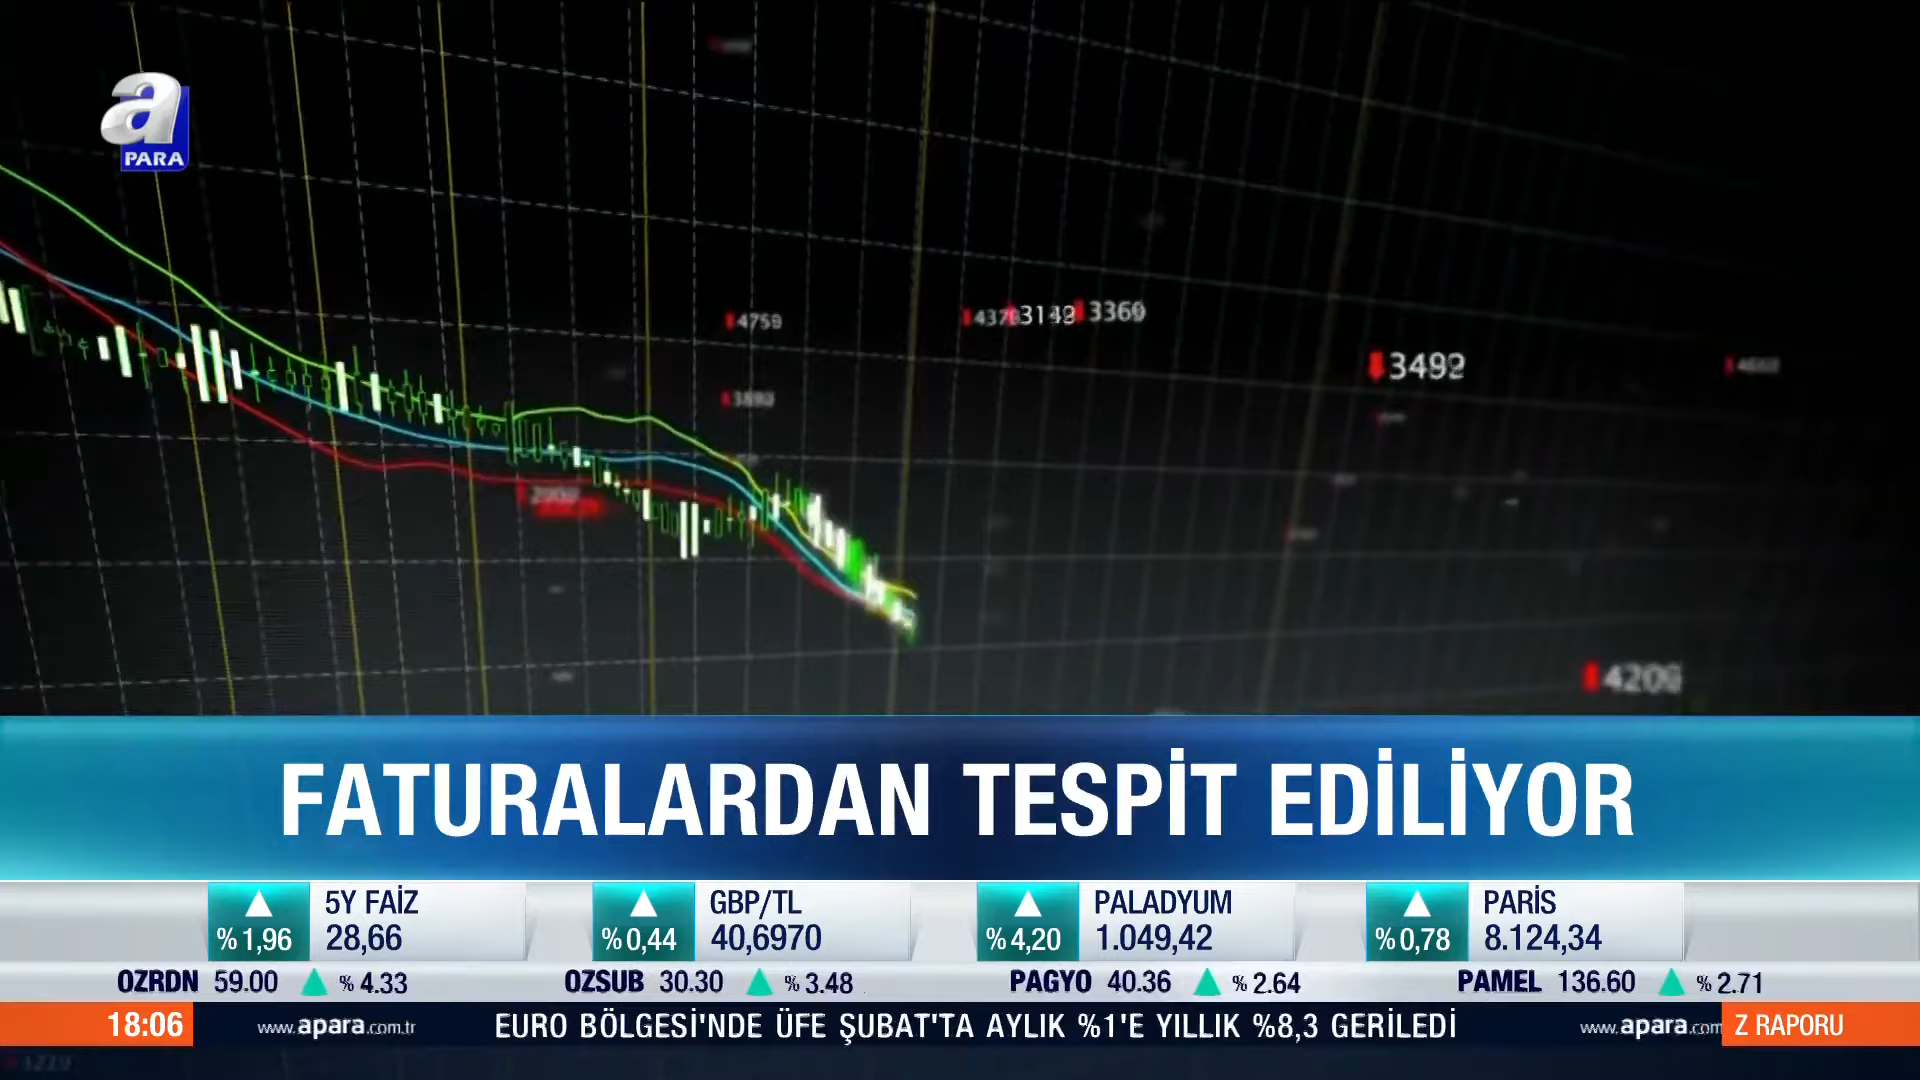 a
PARA
4759
3369
3492
4209
FATURALARDAN TESPİT EDİLİYOR
%1,96 5Y FAİZ 28,66
%0,44 GBP/TL 40,6970
%4,20 PALADYUM 1.049,42
%0,78 PARİS 8.124,34
OZRDN 59.00 % 4.33 OZSUB 30.30 % 3.48 PAGYO 40.36 % 2.64 PAMEL 136.60 % 2.71
18:06 www.apara.com.tr EURO BÖLGESİ'NDE ÜFE ŞUBAT'TA AYLIK %1'E YILLIK %8,3 GERİLEDİ www.apara.com Z RAPORU